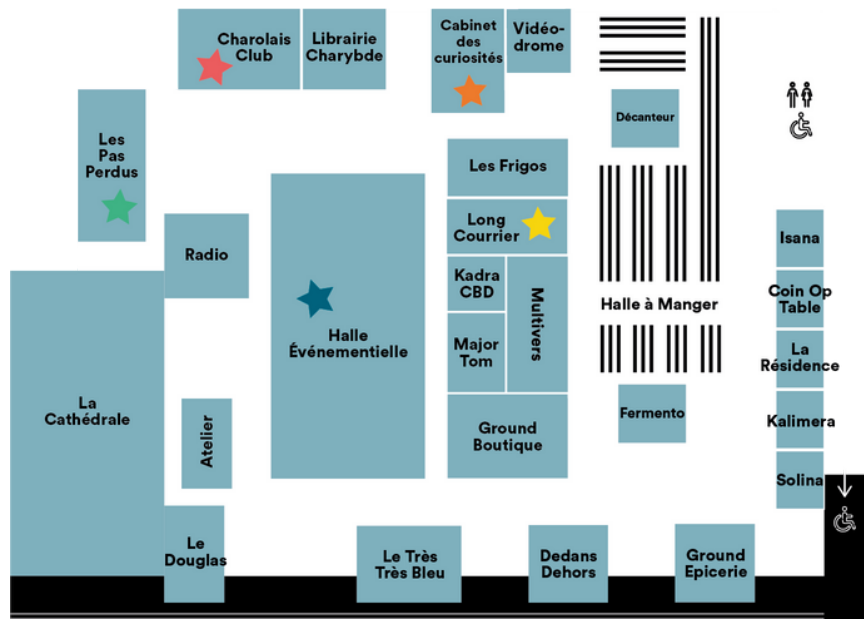 Charolais
Club
Librairie
Charybde
Cabinet
des
curiosités
Vidéo-
drome
Décanteur
Les
Pas
Perdus
Les Frigos
Long
Courrier
Radio
Isana
Kadra
CBD
Multivers
Halle à Manger
Coin Op
Table
Halle
Événementielle
Major
Tom
La
Résidence
La
Cathédrale
Atelier
Ground
Boutique
Fermento
Kalimera
Solina
Le
Douglas
Le Très
Très Bleu
Dedans
Dehors
Ground
Epicerie